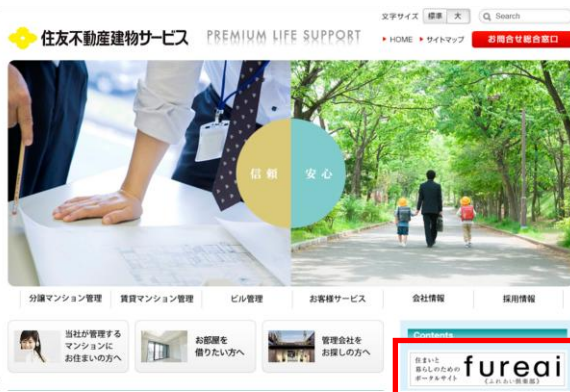 文字サイズ 標準 大 Search
住友不動産建物サービス PREMIUM LIFE SUPPORT
HOME サイトマップ お問合せ総合窓口
信頼 安心
分譲マンション管理 賃貸マンション管理 ビル管理 お客様サービス 会社情報 採用情報
当社が管理する
マンションに
お住まいの方へ
お部屋を
借りたい方へ
管理会社を
お探しの方へ
Contents
住まいと
暮らしのための
ポータルサイト
fureai
《ふれあい倶楽部》